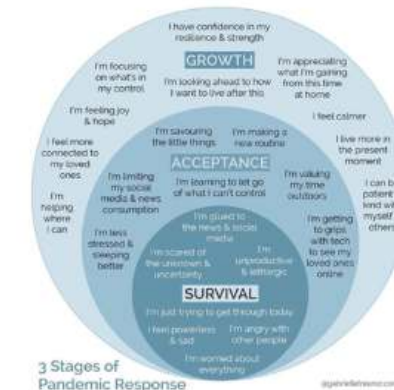 I have confidence in my
resilience & strength
GROWTH
I'm focusing
on what's in
my control
I'm looking ahead to how
I want to live after this
I'm appreciating
what I'm gaining
from this time
at home
I'm feeling joy
& hope
I feel calmer
I feel more
connected to
my loved
ones
I live more in
the present
moment
I'm
helping
where
I can
I can b
patient
kind wit
myself
others
I'm savouring
the little things
I'm making a
new routine
ACCEPTANCE
I'm limiting
my social
media & news
consumption
I'm learning to let go
of what I can't control
I'm valuing
my time
outdoors
I'm less
stressed &
sleeping
better
I'm getting
to grips
with tech
to see my
loved ones
online
I'm glued to
the news & social
media
I'm scared of
the unknown &
uncertainty
I'm
unproductive
& lethargic
SURVIVAL
I'm just trying to get through today
I feel powerless
& sad
I'm angry with
other people
I'm worried about
everything
3 Stages of
Pandemic Response